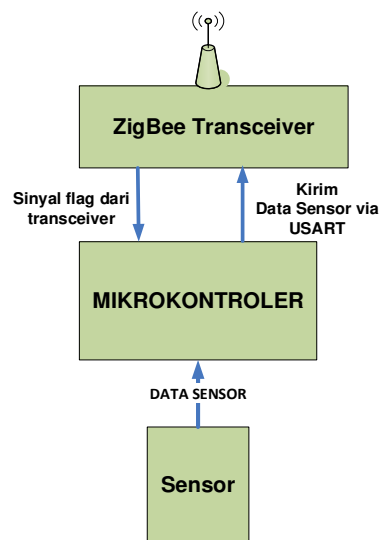 ZigBee Transceiver
Sinyal flag dari
transceiver
Kirim
Data Sensor via
USART
MIKROKONTROLER
DATA SENSOR
Sensor